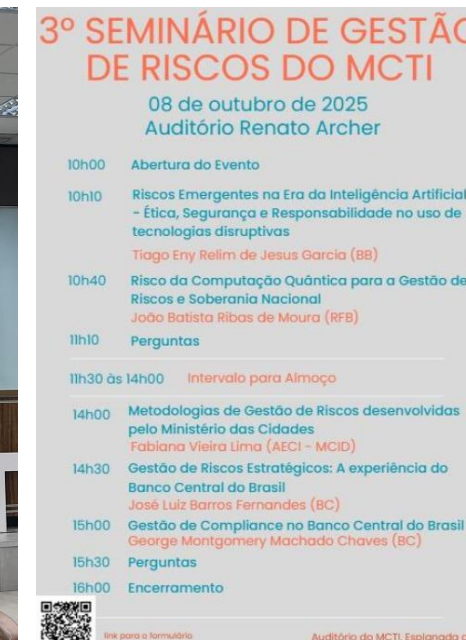 3º SEMINÁRIO DE GESTÃO
DE RISCOS DO MCTI
08 de outubro de 2025
Auditório Renato Archer
10h00 Abertura do Evento
10h10 Riscos Emergentes na Era da Inteligência Artificial
- Ética, Segurança e Responsabilidade no uso de
tecnologias disruptivas
Tiago Eny Relim de Jesus Garcia (BB)
10h40 Risco da Computação Quântica para a Gestão de
Riscos e Soberania Nacional
João Batista Ribas de Moura (RFB)
11h10 Perguntas
11h30 às 14h00 Intervalo para Almoço
14h00 Metodologias de Gestão de Riscos desenvolvidas
pelo Ministério das Cidades
Fabiana Vieira Lima (AECI - MCID)
14h30 Gestão de Riscos Estratégicos: A experiência do
Banco Central do Brasil
José Luiz Barros Fernandes (BC)
15h00 Gestão de Compliance no Banco Central do Brasil
George Montgomery Machado Chaves (BC)
15h30 Perguntas
16h00 Encerramento
link para o formulário
Auditório do MCTI, Esplanada d